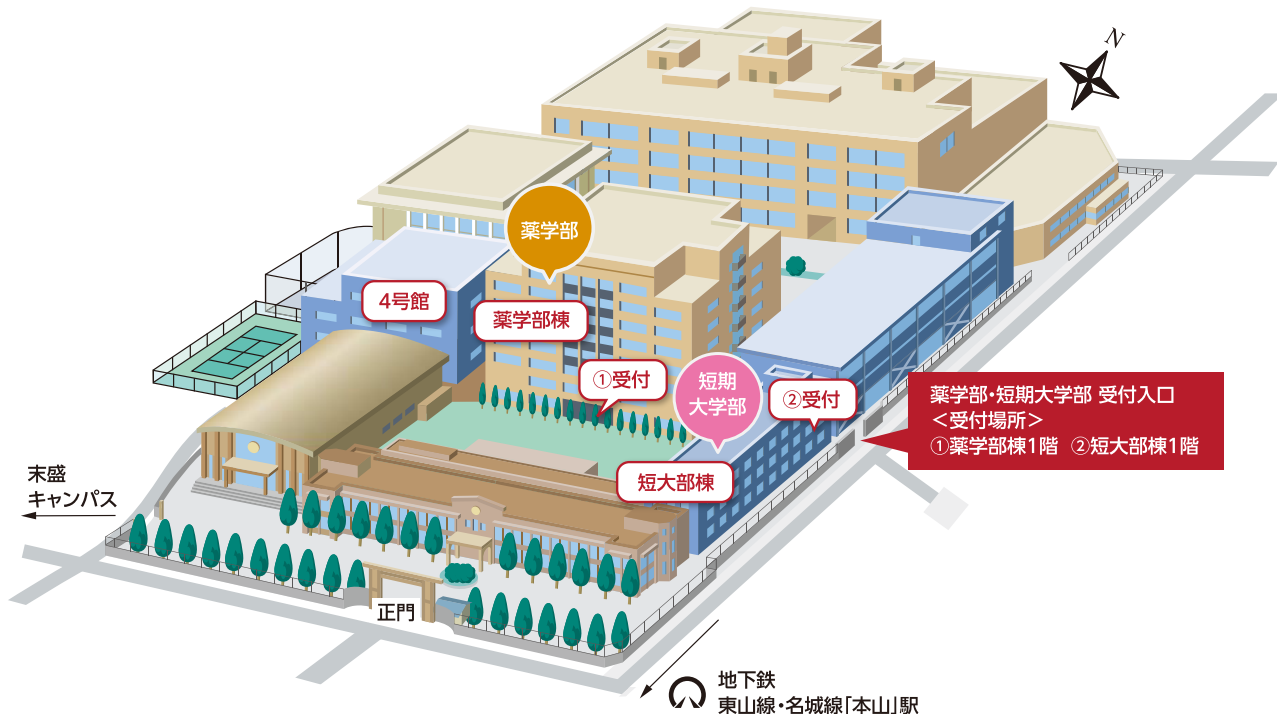 N
薬学部
4号館
薬学部棟
①受付
短期
大学部
②受付
薬学部・短期大学部 受付入口
＜受付場所＞
①薬学部棟1階 ②短大部棟1階
短大部棟
末盛
キャンパス
正門
地下鉄
東山線・名城線「本山」駅